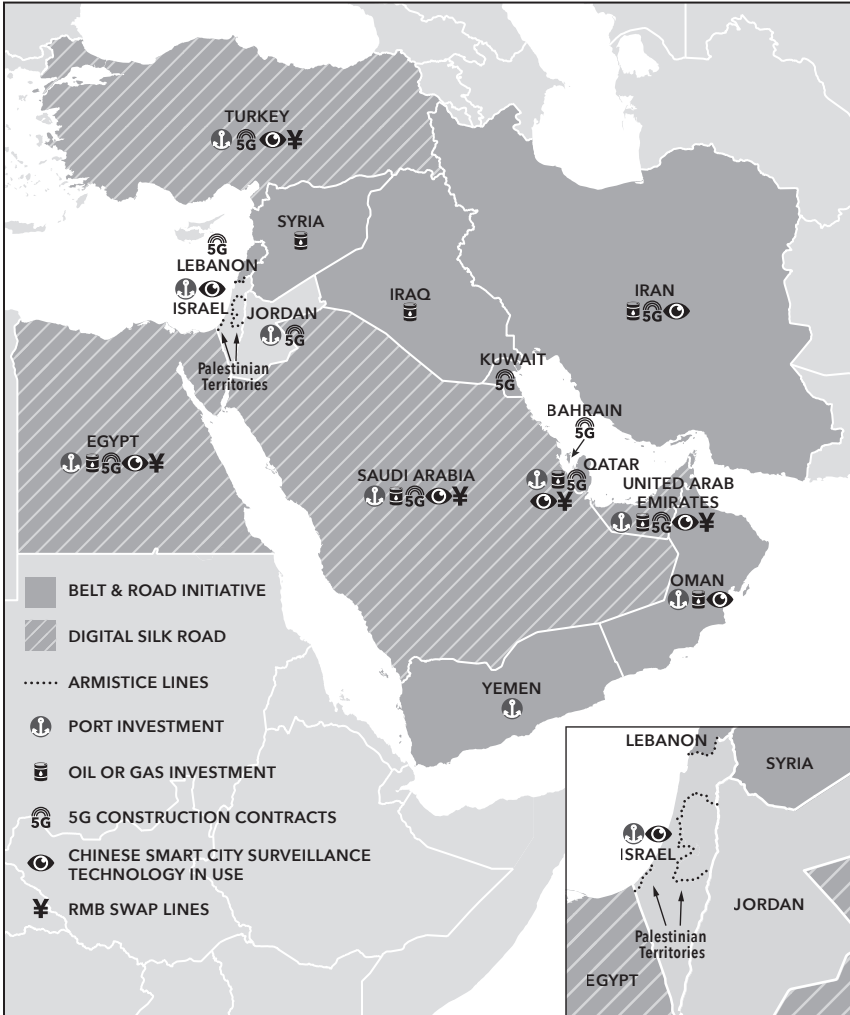 TURKEY
5G
¥
SYRIA
5G
LEBANON
ISRAEL
JORDAN
5G
IRAQ
IRAN
5G
Palestinian
Territories
KUWAIT
5G
BAHRAIN
5G
EGYPT
5G
¥
SAUDI ARABIA
5G
¥
QATAR
5G
¥
UNITED ARAB
EMIRATES
5G
¥
OMAN
YEMEN
BELT & ROAD INITIATIVE
DIGITAL SILK ROAD
ARMISTICE LINES
PORT INVESTMENT
OIL OR GAS INVESTMENT
5G
5G CONSTRUCTION CONTRACTS
CHINESE SMART CITY SURVEILLANCE
TECHNOLOGY IN USE
¥ RMB SWAP LINES
LEBANON
SYRIA
ISRAEL
JORDAN
Palestinian
Territories
EGYPT